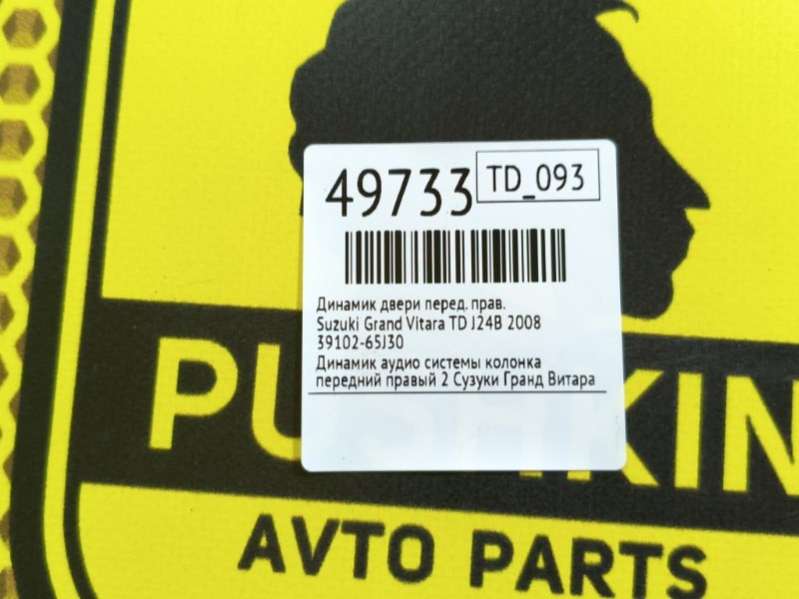 49733
TD_093
Динамик двери перед. прав.
Suzuki Grand Vitara TD J24B 2008
39102-65J30
Динамик аудио системы колонка
передний правый 2 Сузуки Гранд Витара
AVTO PARTS